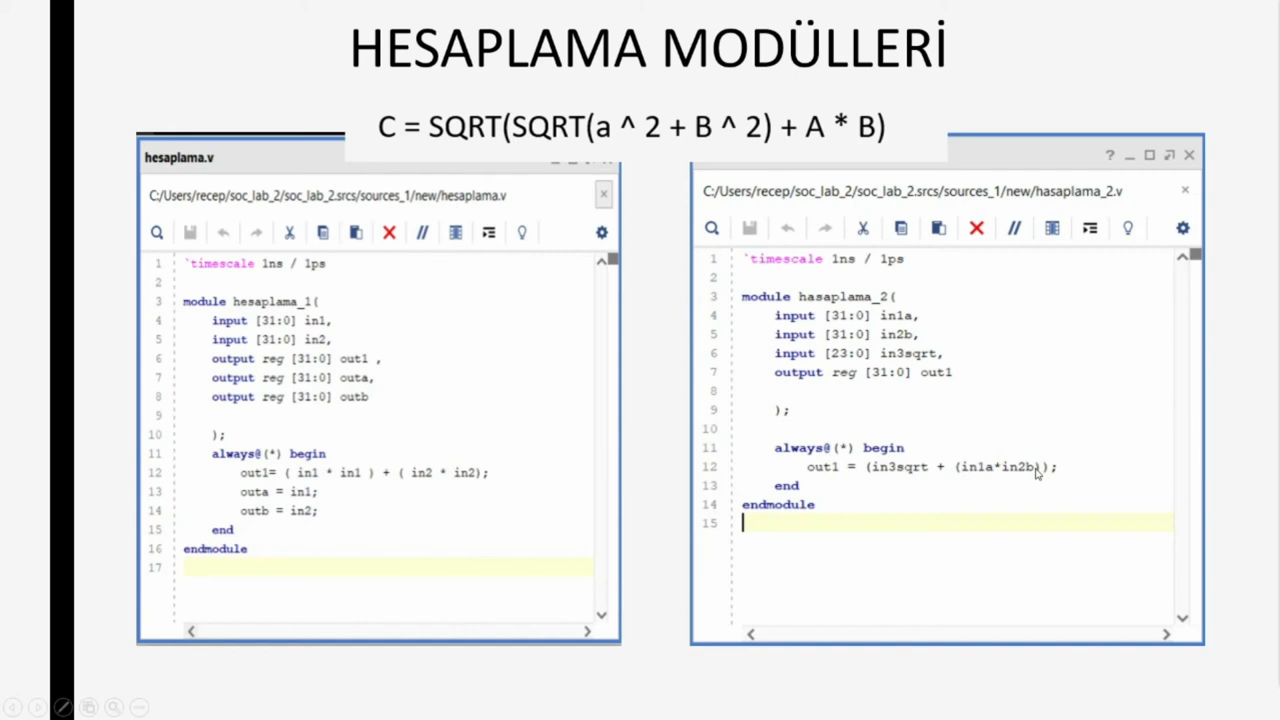 HESAPLAMA MODÜLLERİ
C = SQRT(SQRT(a ^ 2 + B ^ 2) + A * B)
hesaplama.v
C:/Users/recep/soc_lab_2/soc_lab_2.srcs/sources_1/new/hesaplama.v
1 `timescale 1ns / 1ps
2
3 module hesaplama_1(
4 input [31:0] in1,
5 input [31:0] in2,
6 output reg [31:0] out1 ,
7 output reg [31:0] outa,
8 output reg [31:0] outb
9
10 );
11 always@(*) begin
12 out1= ( in1 * in1 ) + ( in2 * in2);
13 outa = in1;
14 outb = in2;
15 end
16 endmodule
17
C:/Users/recep/soc_lab_2/soc_lab_2.srcs/sources_1/new/hasaplama_2.v
1 `timescale 1ns / 1ps
2
3 module hasaplama_2(
4 input [31:0] in1a,
5 input [31:0] in2b,
6 input [23:0] in3sqrt,
7 output reg [31:0] out1
8
9 );
10
11 always@(*) begin
12 out1 = (in3sqrt + (in1a*in2b));
13 end
14 endmodule
15